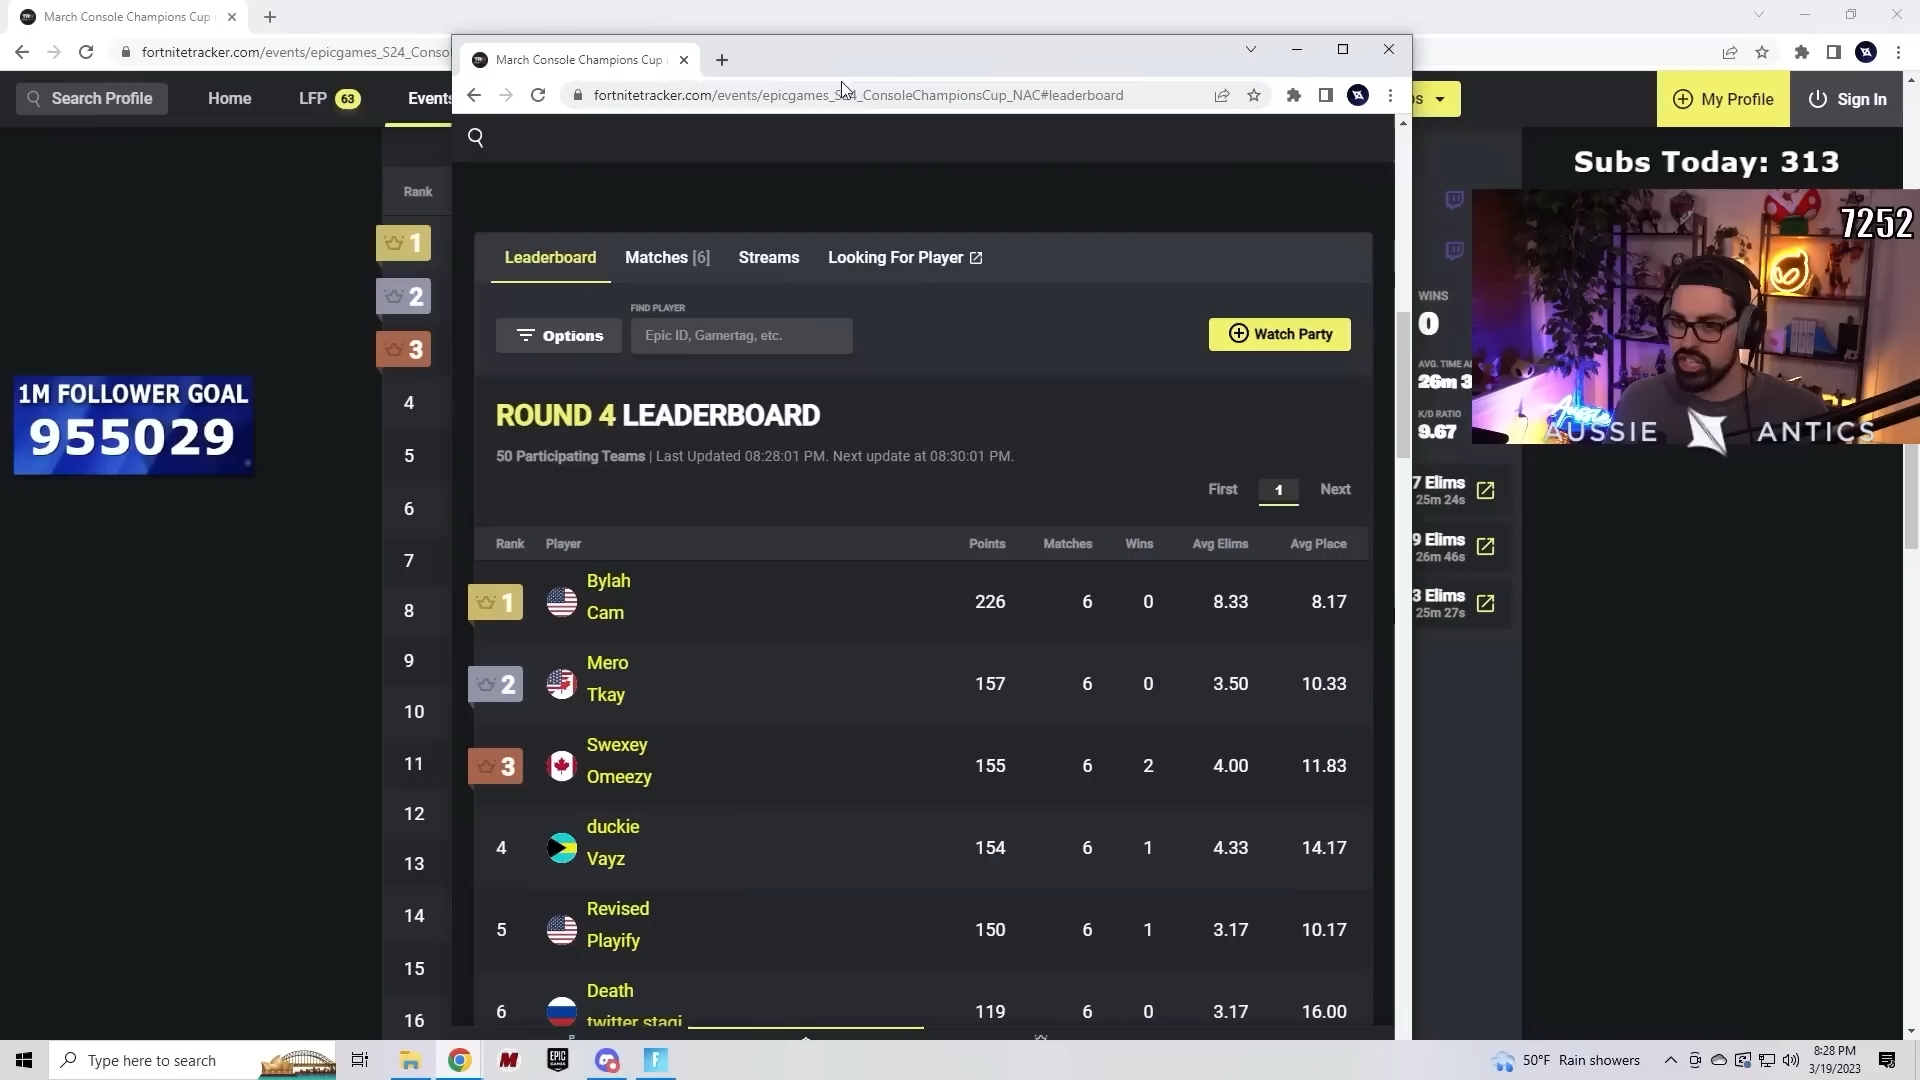 March Console Champions Cup
fortnitetracker.com/events/epicgames_S24_Conso
Search Profile
Home
LFP 63
Events
My Profile
Sign In
March Console Champions Cup
fortnitetracker.com/events/epicgames_S24_ConsoleChampionsCup_NAC#leaderboard
Subs Today: 313
7252
AUSSIE ANTICS
1M FOLLOWER GOAL
955029
Rank
1
2
3
4
5
6
7
8
9
10
11
12
13
14
15
16
Leaderboard Matches [6] Streams Looking For Player
FIND PLAYER
Options
Epic ID, Gamertag, etc.
Watch Party
ROUND 4 LEADERBOARD
50 Participating Teams | Last Updated 08:28:01 PM. Next update at 08:30:01 PM.
First 1 Next
Rank Player Points Matches Wins Avg Elims Avg Place
1 Bylah
Cam
226 6 0 8.33 8.17
2 Mero
Tkay
157 6 0 3.50 10.33
3 Swexey
Omeezy
155 6 2 4.00 11.83
4 duckie
Vayz
154 6 1 4.33 14.17
5 Revised
Playify
150 6 1 3.17 10.17
6 Death
twitter stagi
119 6 0 3.17 16.00
WINS
0
AVG. TIME A
26m 3
K/D RATIO
9.67
7 Elims
25m 24s
9 Elims
26m 46s
3 Elims
25m 27s
Type here to search
50°F Rain showers
8:28 PM
3/19/2023